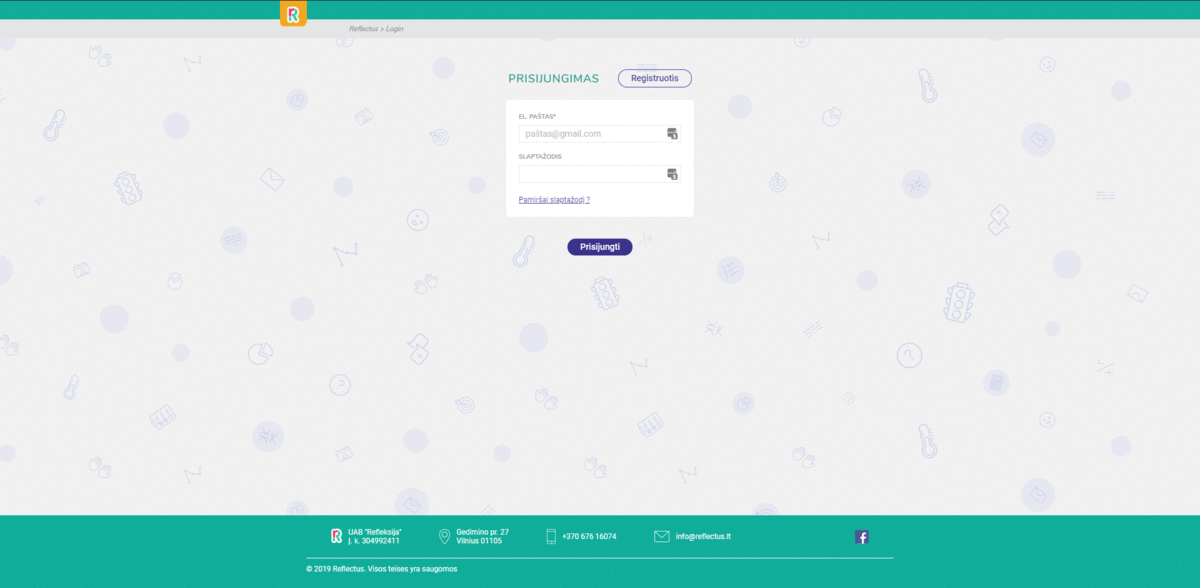 R
Reflectus > Login
PRISIJUNGIMAS
Registruotis
EL. PAŠTAS*
paštas@gmail.com
SLAPTAŽODIS
Pamiršai slaptažodį ?
Prisijungti
UAB "Refleksija"
Į. k. 304992411
Gedimino pr. 27
Vilnius 01105
+370 676 16074
info@reflectus.lt
© 2019 Reflectus. Visos teises yra saugomos